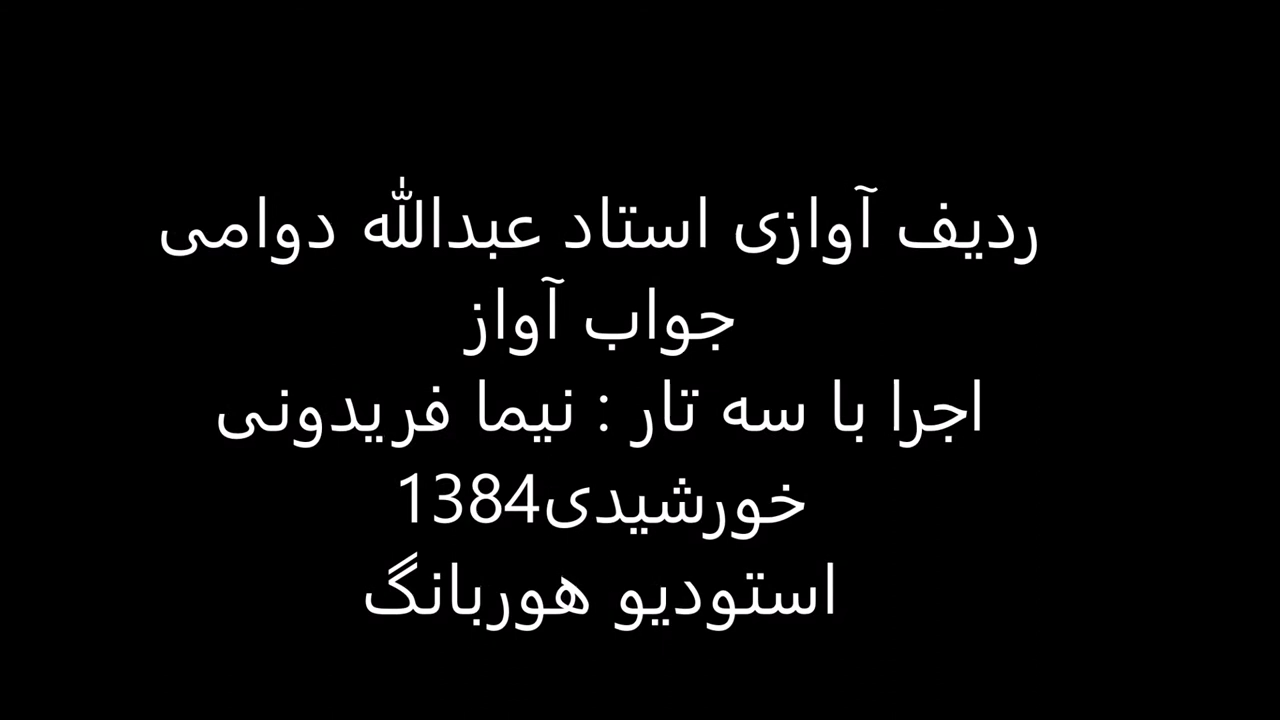 ردیف آوازی استاد عبدالله دوامی
جواب آواز
اجرا با سه تار : نیما فریدونی
خورشیدی1384
استودیو هوربانگ